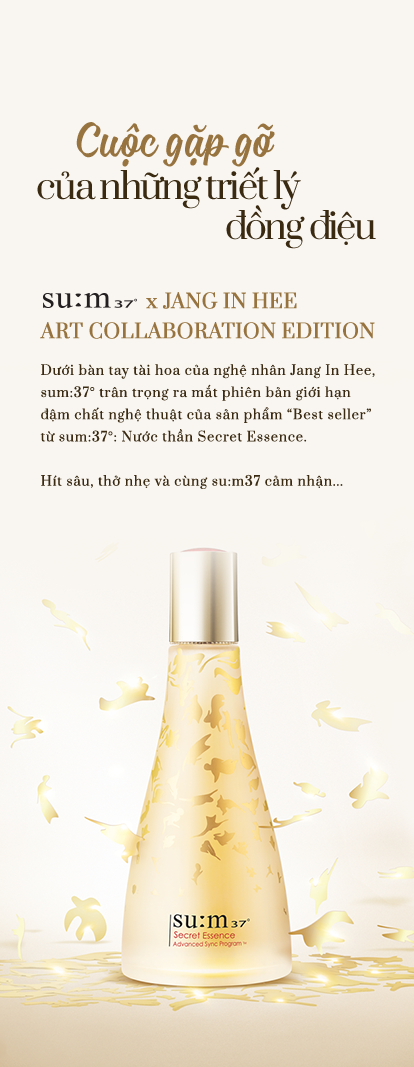 Cuộc gặp gỡ
của những triết lý
đồng điệu
su:m 37° x JANG IN HEE
ART COLLABORATION EDITION
Dưới bàn tay tài hoa của nghệ nhân Jang In Hee,
sum:37° trân trọng ra mắt phiên bản giới hạn
đậm chất nghệ thuật của sản phẩm “Best seller”
từ sum:37°: Nước thần Secret Essence.
Hít sâu, thở nhẹ và cùng su:m37 cảm nhận...
su:m 37°
Secret Essence
Advanced Sync Program™